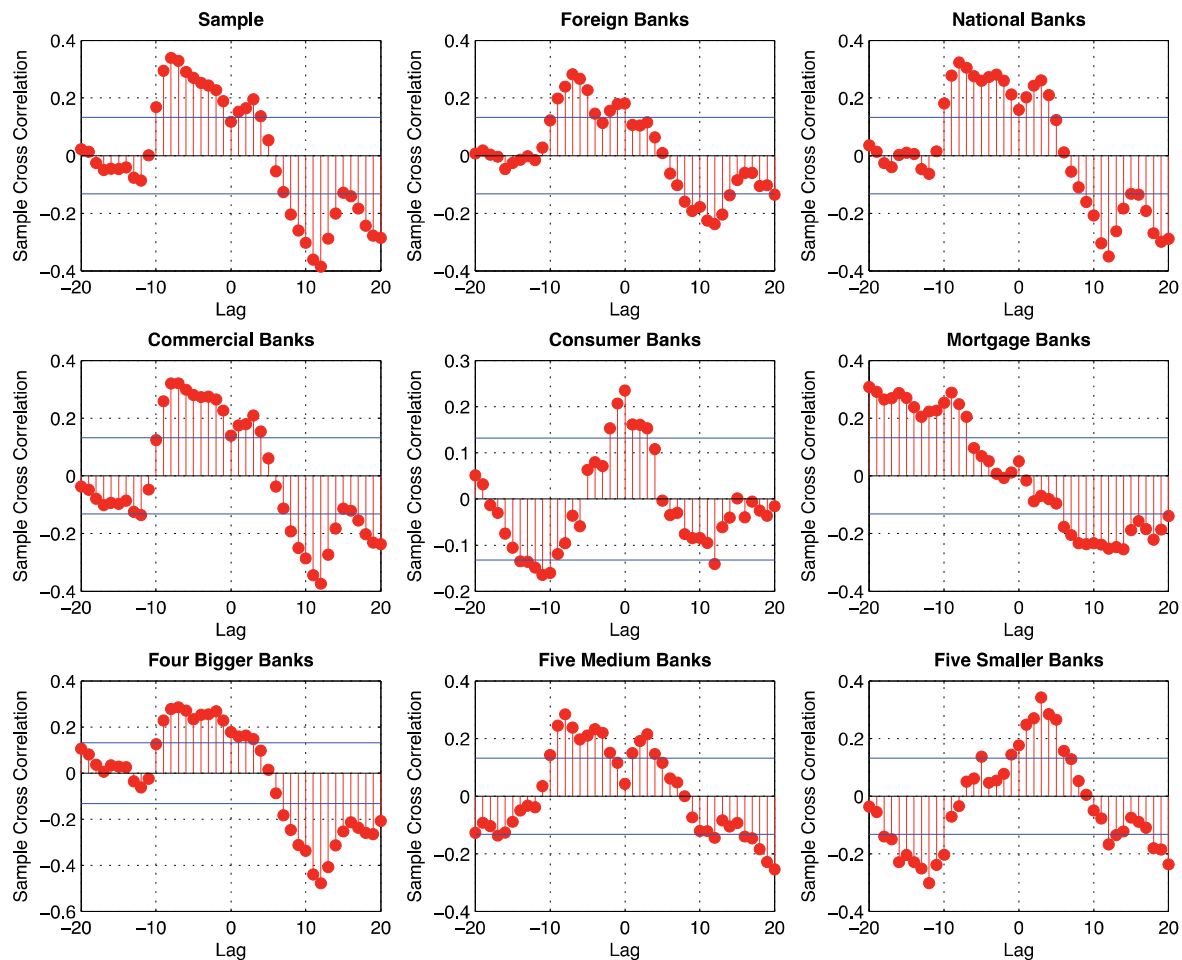 Sample
Sample Cross Correlation
0.4
0.2
0
−0.2
−0.4
−20 −10 0 10 20
Lag
Foreign Banks
Sample Cross Correlation
0.4
0.2
0
−0.2
−0.4
−20 −10 0 10 20
Lag
National Banks
Sample Cross Correlation
0.4
0.2
0
−0.2
−0.4
−20 −10 0 10 20
Lag
Commercial Banks
Sample Cross Correlation
0.4
0.2
0
−0.2
−0.4
−20 −10 0 10 20
Lag
Consumer Banks
Sample Cross Correlation
0.3
0.2
0.1
0
−0.1
−0.2
−20 −10 0 10 20
Lag
Mortgage Banks
Sample Cross Correlation
0.4
0.2
0
−0.2
−0.4
−20 −10 0 10 20
Lag
Four Bigger Banks
Sample Cross Correlation
0.4
0.2
0
−0.2
−0.4
−0.6
−20 −10 0 10 20
Lag
Five Medium Banks
Sample Cross Correlation
0.4
0.2
0
−0.2
−0.4
−20 −10 0 10 20
Lag
Five Smaller Banks
Sample Cross Correlation
0.4
0.2
0
−0.2
−0.4
−20 −10 0 10 20
Lag